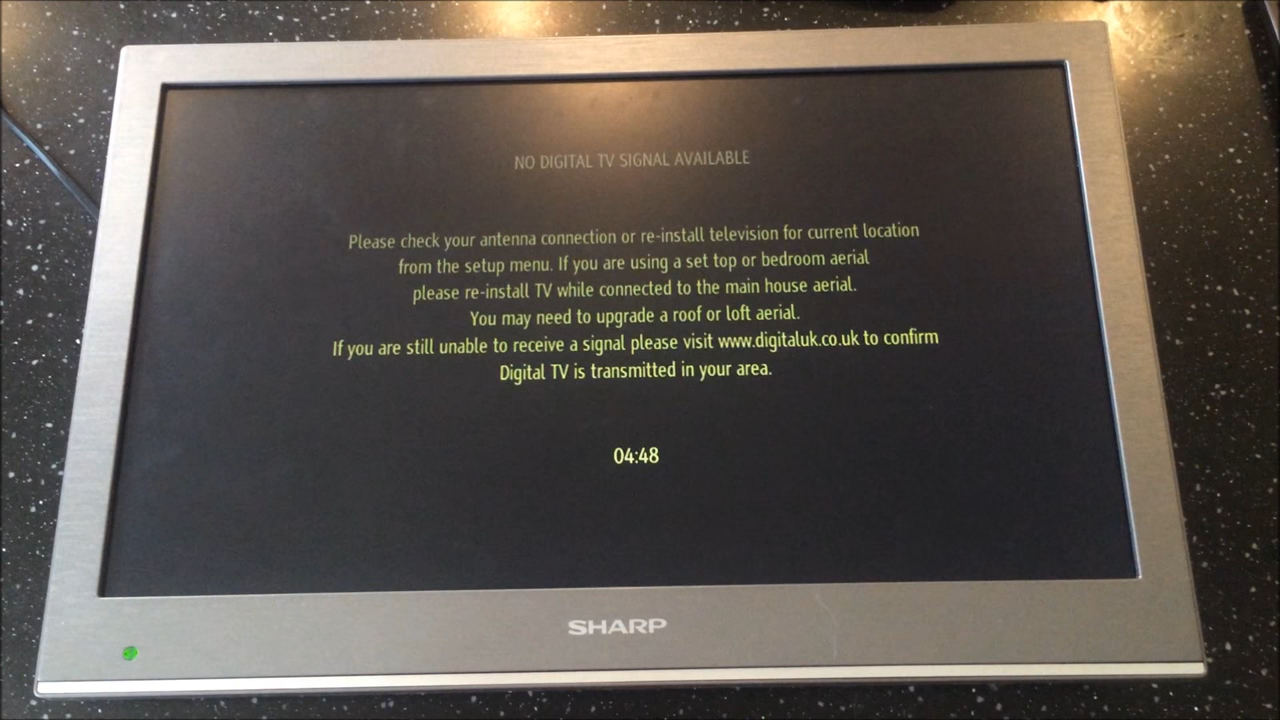 NO DIGITAL TV SIGNAL AVAILABLE
Please check your antenna connection or re-install television for current location
from the setup menu. If you are using a set top or bedroom aerial
please re-install TV while connected to the main house aerial.
You may need to upgrade a roof or loft aerial.
If you are still unable to receive a signal please visit www.digitaluk.co.uk to confirm
Digital TV is transmitted in your area.
04:48
SHARP